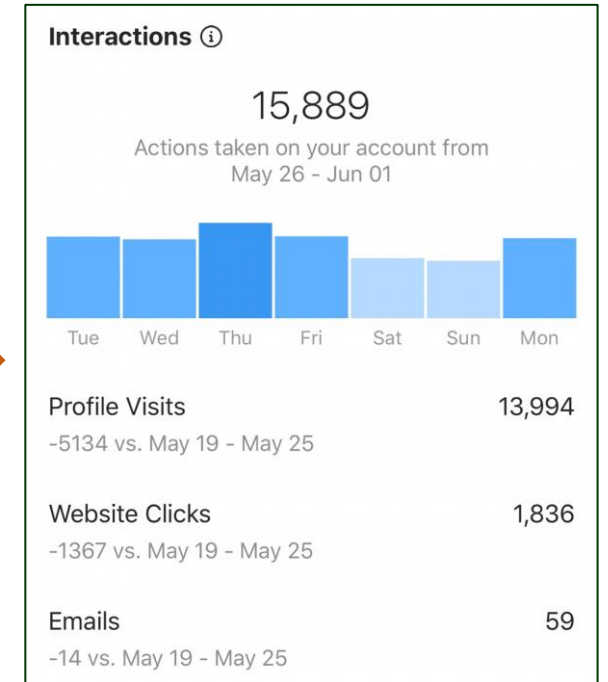 Interactions
15,889
Actions taken on your account from
May 26 - Jun 01
Tue Wed Thu Fri Sat Sun Mon
Profile Visits 13,994
-5134 vs. May 19 - May 25
Website Clicks 1,836
-1367 vs. May 19 - May 25
Emails 59
-14 vs. May 19 - May 25